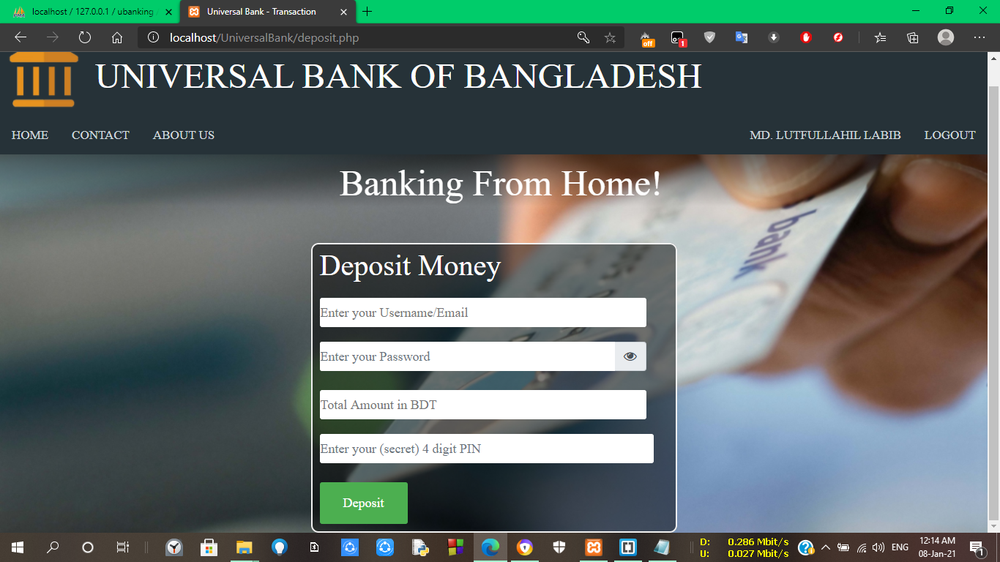 localhost / 127.0.0.1 / ubanking
Universal Bank - Transaction
localhost/UniversalBank/deposit.php
off
1
UNIVERSAL BANK OF BANGLADESH
HOME CONTACT ABOUT US MD. LUTFULLAHIL LABIB LOGOUT
Banking From Home!
bank
Deposit Money
Enter your Username/Email
Enter your Password
Total Amount in BDT
Enter your (secret) 4 digit PIN
Deposit
D: 0.286 Mbit/s
U: 0.027 Mbit/s
ENG
12:14 AM
08-Jan-21
1